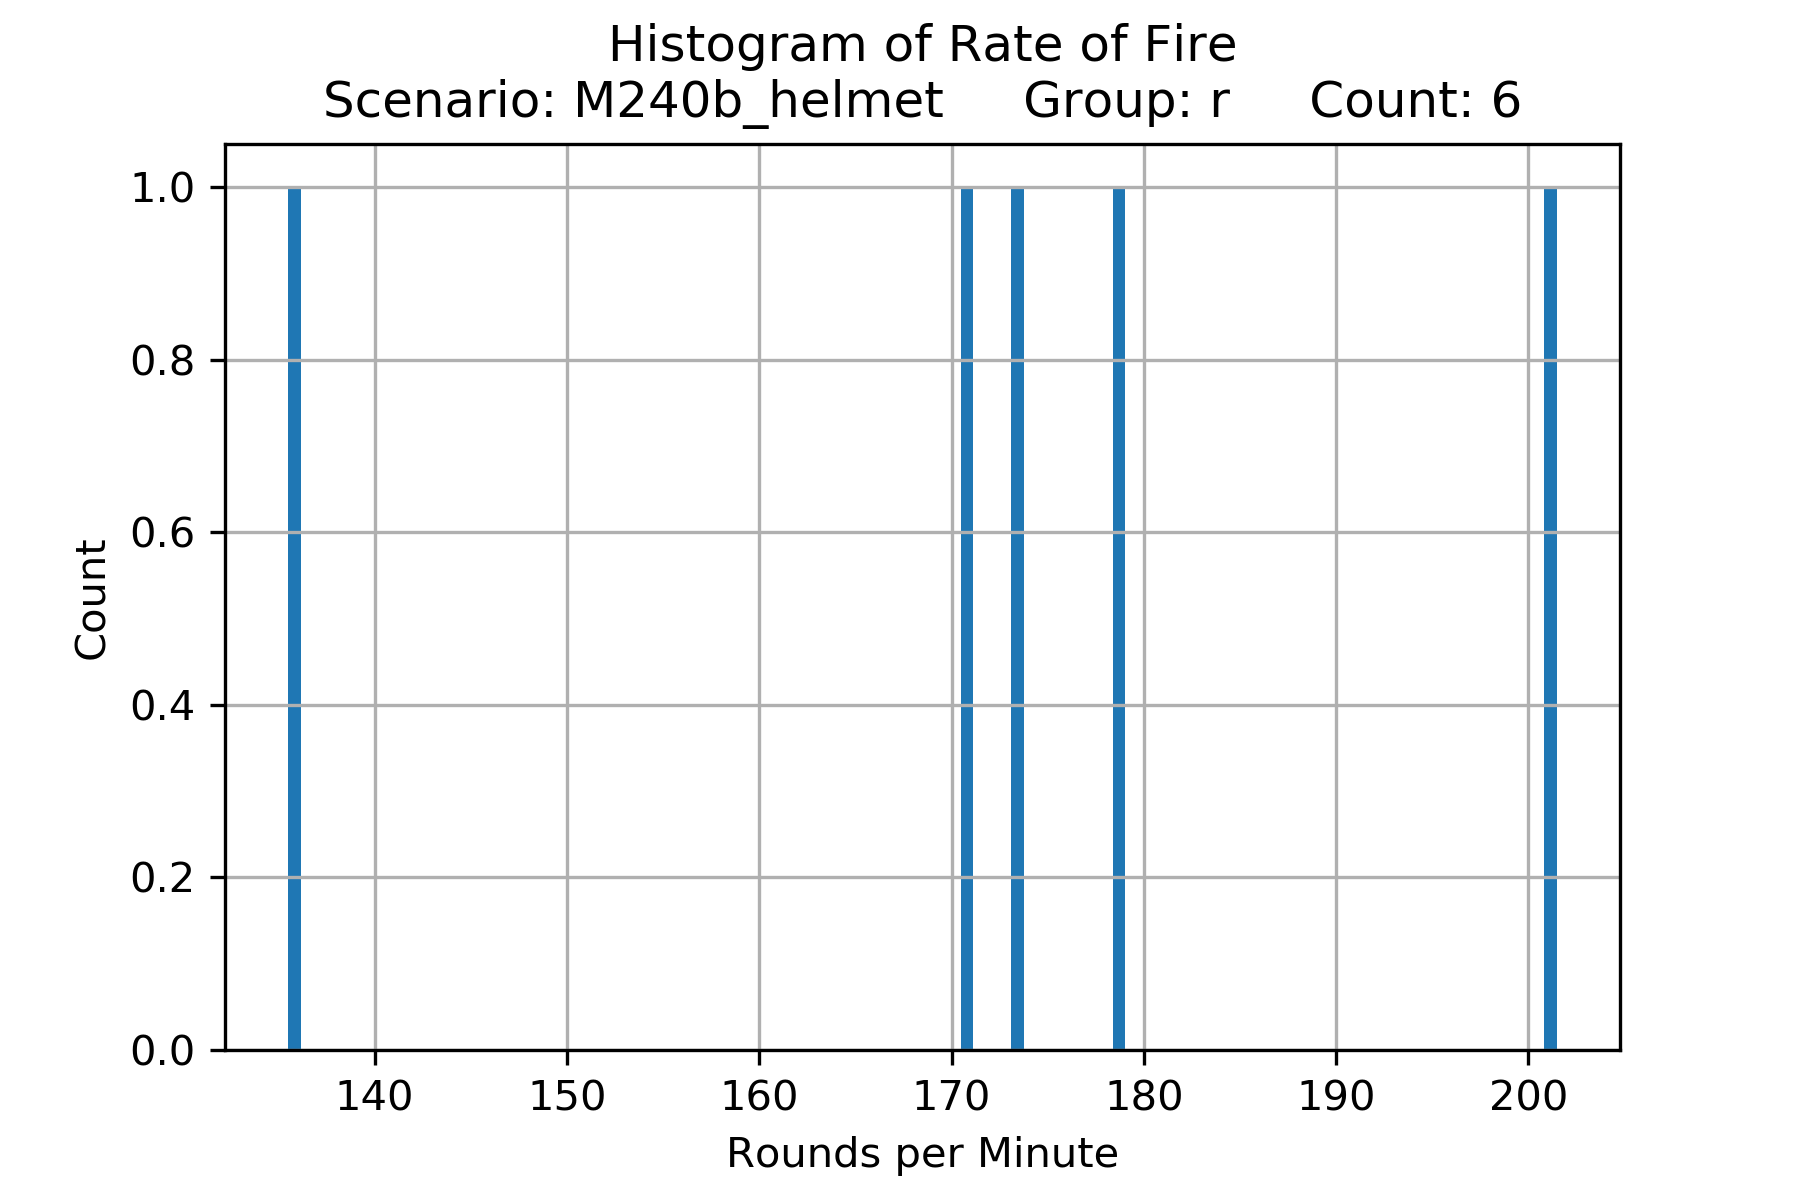 Histogram of Rate of Fire
Scenario: M240b_helmet Group: r Count: 6
1.0
0.8
0.6
0.4
0.2
0.0
Count
140 150 160 170 180 190 200
Rounds per Minute